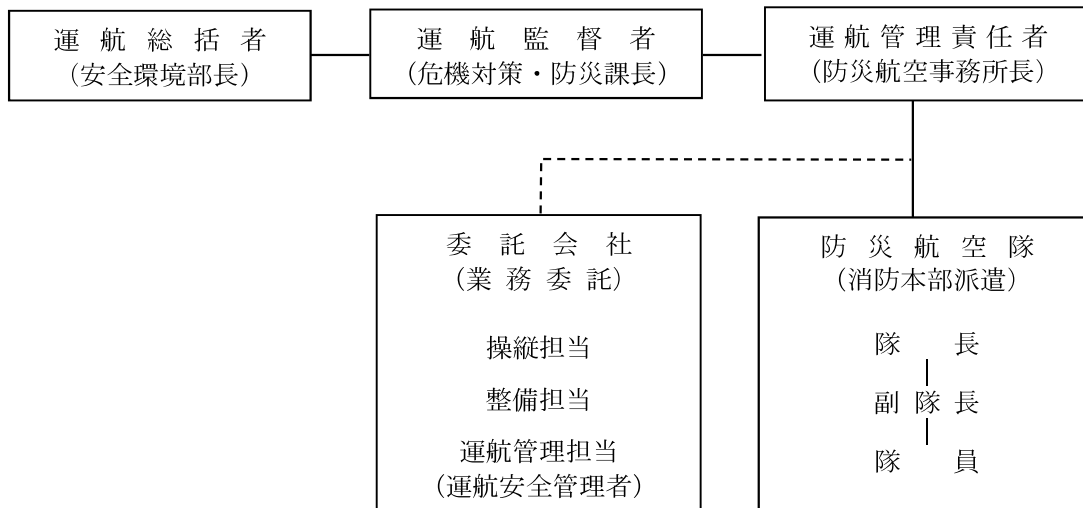 運航総括者
（安全環境部長）
運航監督者
（危機対策・防災課長）
運航管理責任者
（防災航空事務所長）
委託会社
（業務委託）
操縦担当
整備担当
運航管理担当
（運航安全管理者）
防災航空隊
（消防本部派遣）
隊長
副隊長
隊員